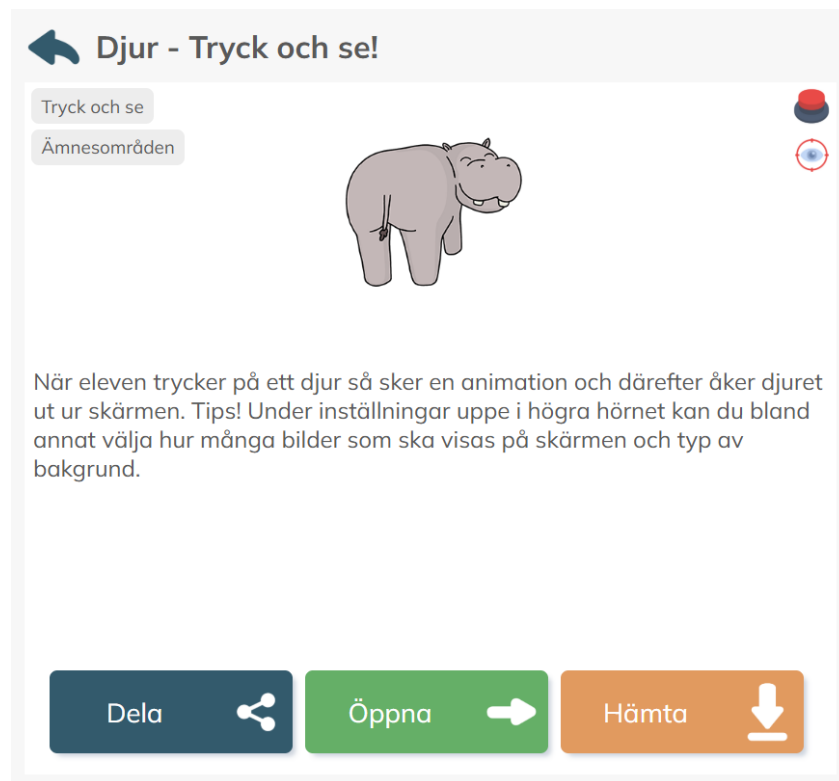 Djur - Tryck och se!
Tryck och se
Ämnesområden
När eleven trycker på ett djur så sker en animation och därefter åker djuret
ut ur skärmen. Tips! Under inställningar uppe i högra hörnet kan du bland
annat välja hur många bilder som ska visas på skärmen och typ av
bakgrund.
Dela
Öppna
Hämta